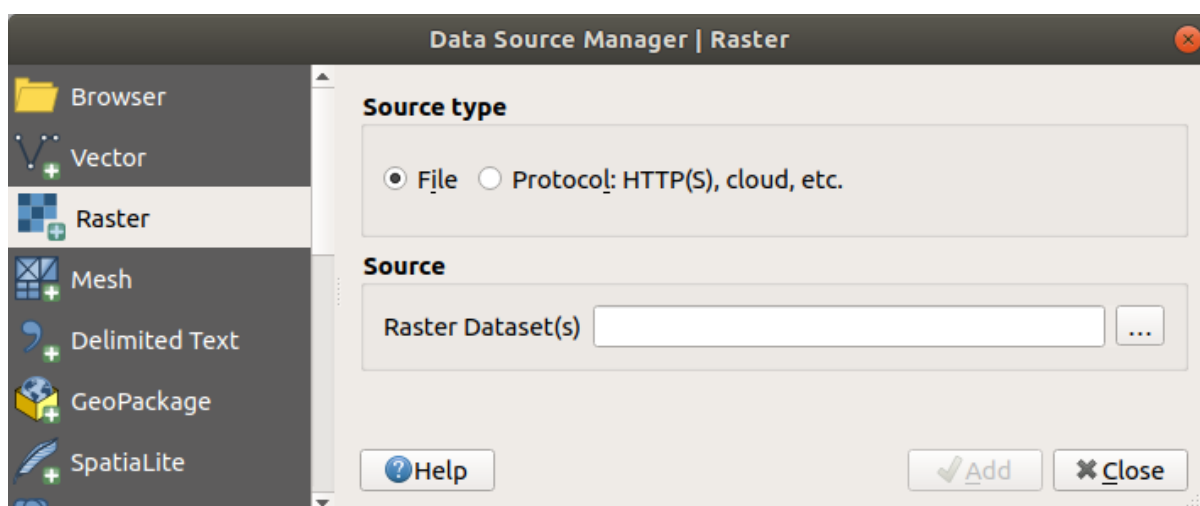 Data Source Manager | Raster
Browser
Vector
Raster
Mesh
Delimited Text
GeoPackage
SpatiaLite
Source type
File Protocol: HTTP(S), cloud, etc.
Source
Raster Dataset(s) ...
Help Add Close